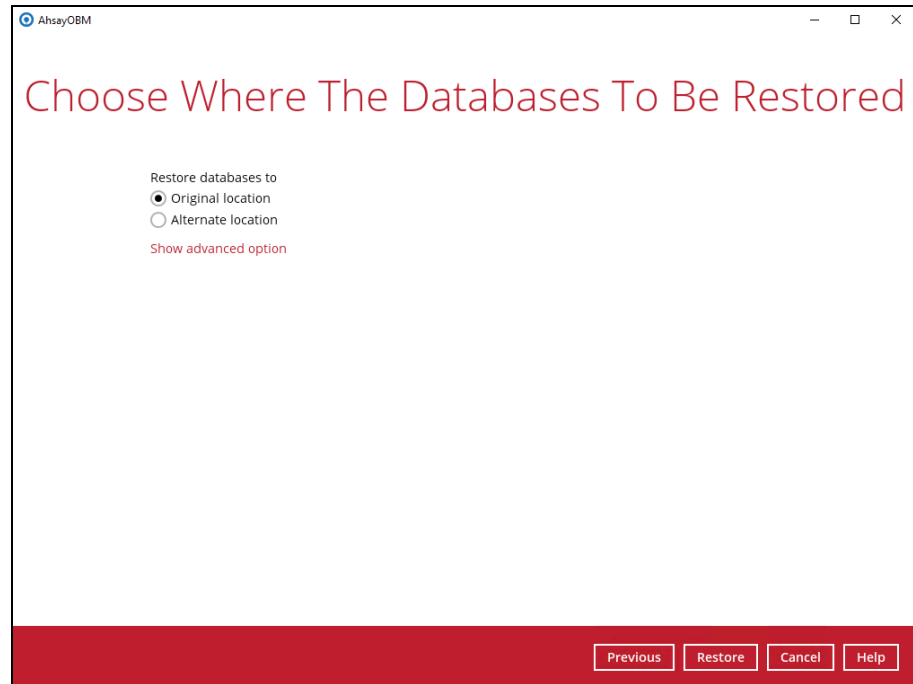 AhsayOBM
Choose Where The Databases To Be Restored
Restore databases to
Original location
Alternate location
Show advanced option
Previous Restore Cancel Help